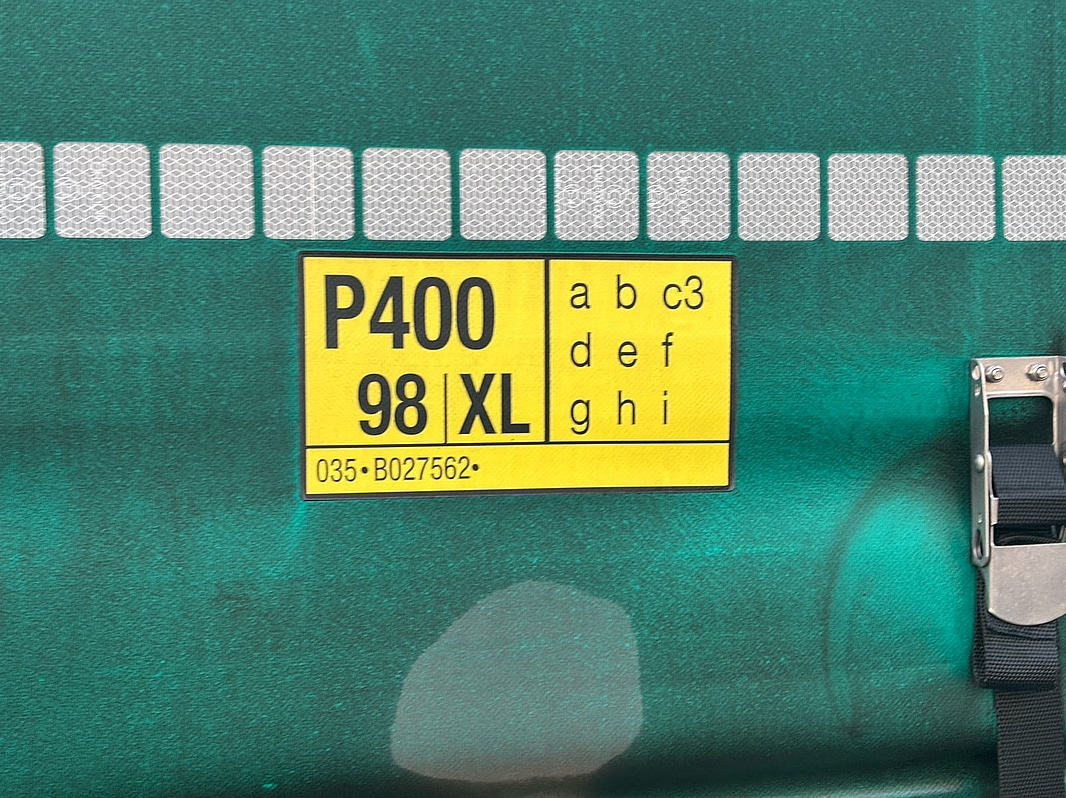 P400
98 XL
a b c3
d e f
g h i
035•B027562•